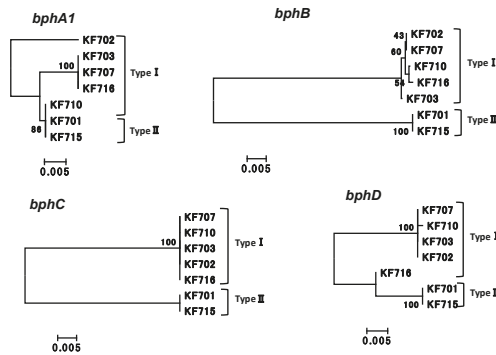 bphA1
KF702
KF703
100
KF707
KF716
Type I
KF710
86
KF701
KF715
Type II
0.005
bphB
43
KF702
60
KF707
KF710
KF716
54
KF703
Type I
KF701
100
KF715
Type II
0.005
bphC
KF707
KF710
100
KF703
KF702
KF716
Type I
KF701
KF715
Type II
0.005
bphD
KF707
100
KF710
KF703
KF702
KF716
Type I
KF701
100
KF715
Type I
0.005